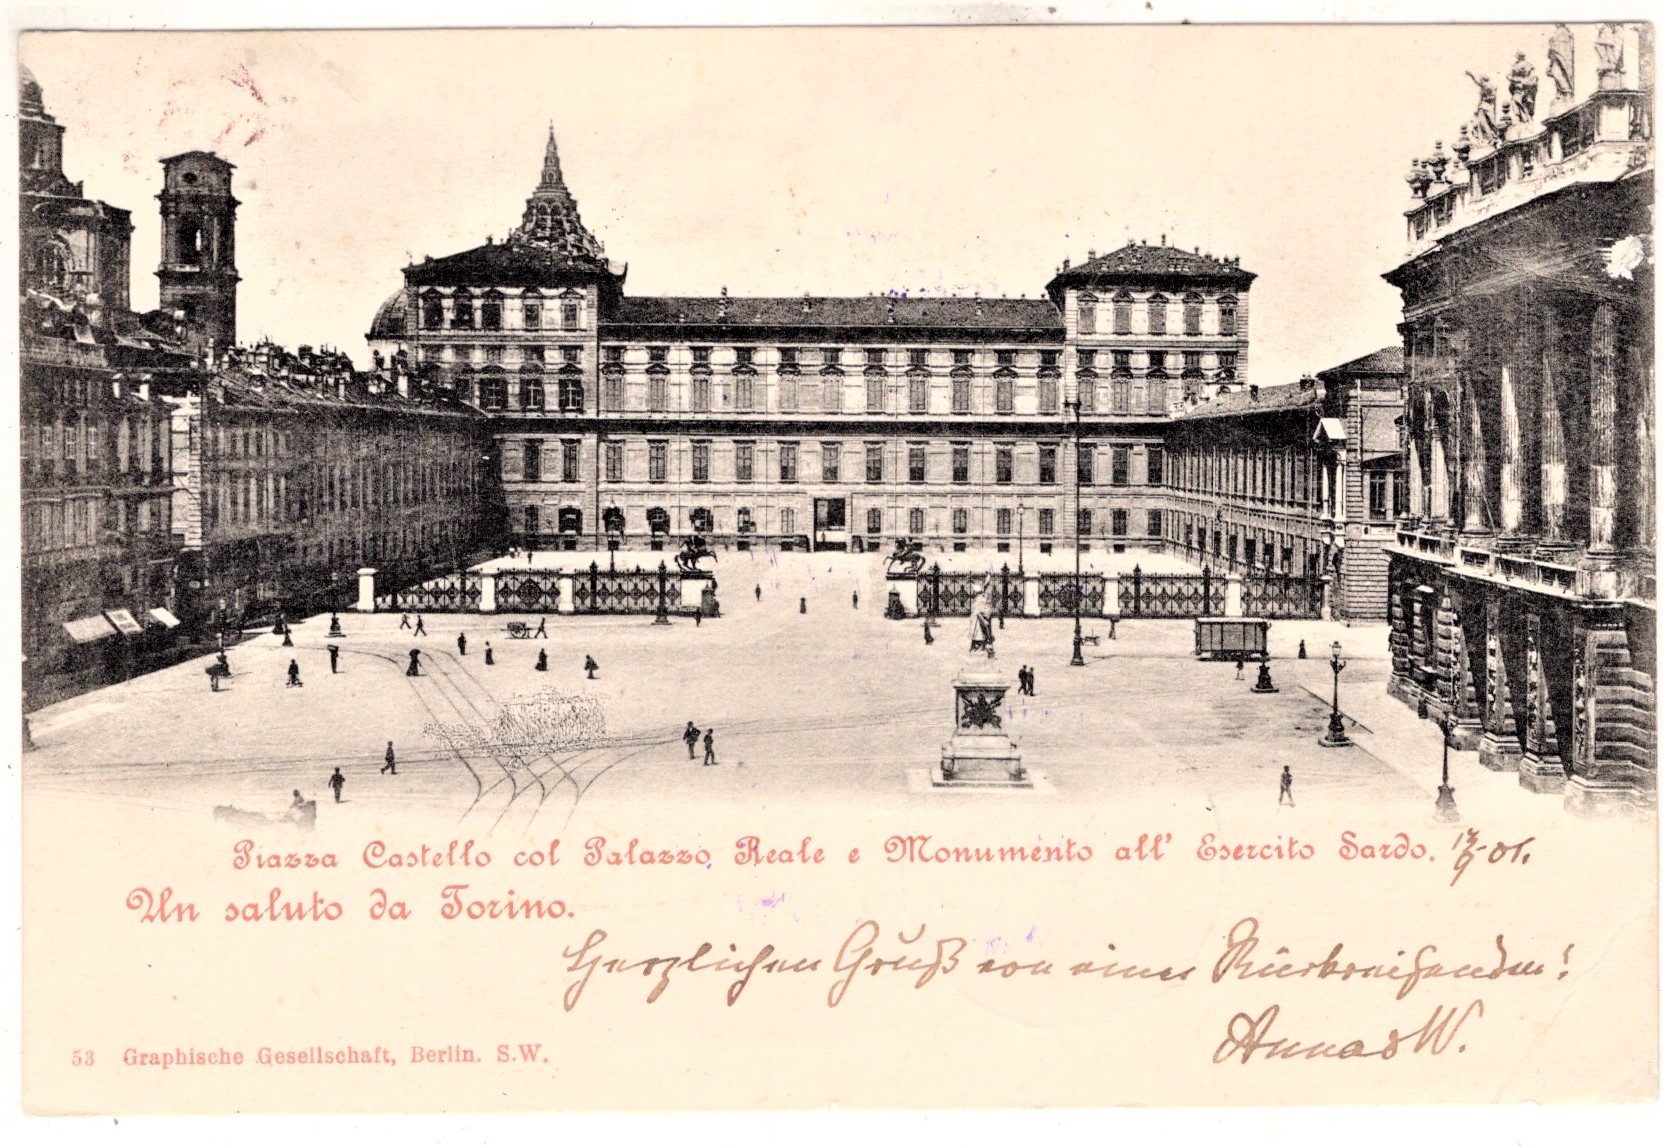 Piazza Castello col Palazzo Reale e Monumento all' Esercito Sardo. 17/9-01.
Un saluto da Torino.
Herzlichen Gruß von einer Rückreisenden!
Anna W.
53 Graphische Gesellschaft, Berlin. S.W.